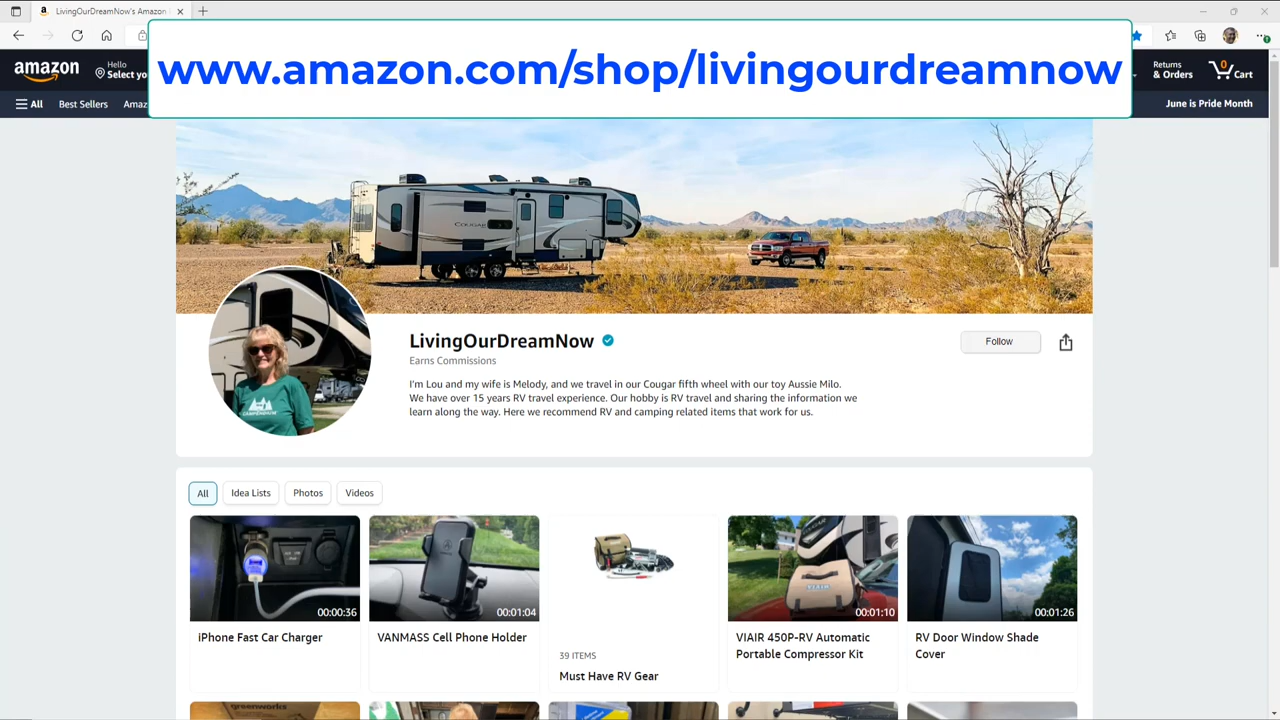 LivingOurDreamNow's Amazon
www.amazon.com/shop/livingourdreamnow
amazon
Hello
Select yo
Returns
& Orders
0
Cart
All
Best Sellers
Amaz
June is Pride Month
COUGAR
LivingOurDreamNow
Earns Commissions
Follow
I'm Lou and my wife is Melody, and we travel in our Cougar fifth wheel with our toy Aussie Milo.
We have over 15 years RV travel experience. Our hobby is RV travel and sharing the information we
learn along the way. Here we recommend RV and camping related items that work for us.
All
Idea Lists
Photos
Videos
00:00:36
00:01:04
00:01:10
00:01:26
iPhone Fast Car Charger
VANMASS Cell Phone Holder
39 ITEMS
Must Have RV Gear
VIAIR 450P-RV Automatic
Portable Compressor Kit
RV Door Window Shade
Cover
greenworks